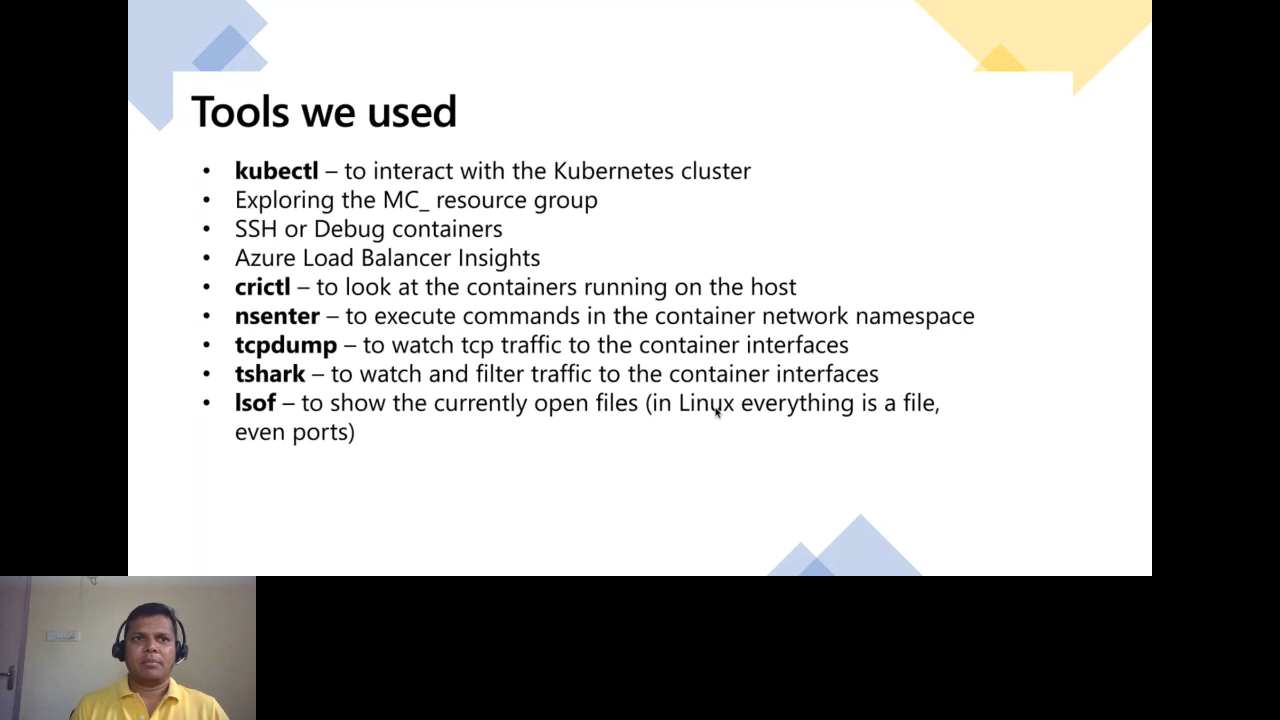 Tools we used
• kubectl – to interact with the Kubernetes cluster
• Exploring the MC_ resource group
• SSH or Debug containers
• Azure Load Balancer Insights
• crictl – to look at the containers running on the host
• nsenter – to execute commands in the container network namespace
• tcpdump – to watch tcp traffic to the container interfaces
• tshark – to watch and filter traffic to the container interfaces
• lsof – to show the currently open files (in Linux everything is a file,
even ports)